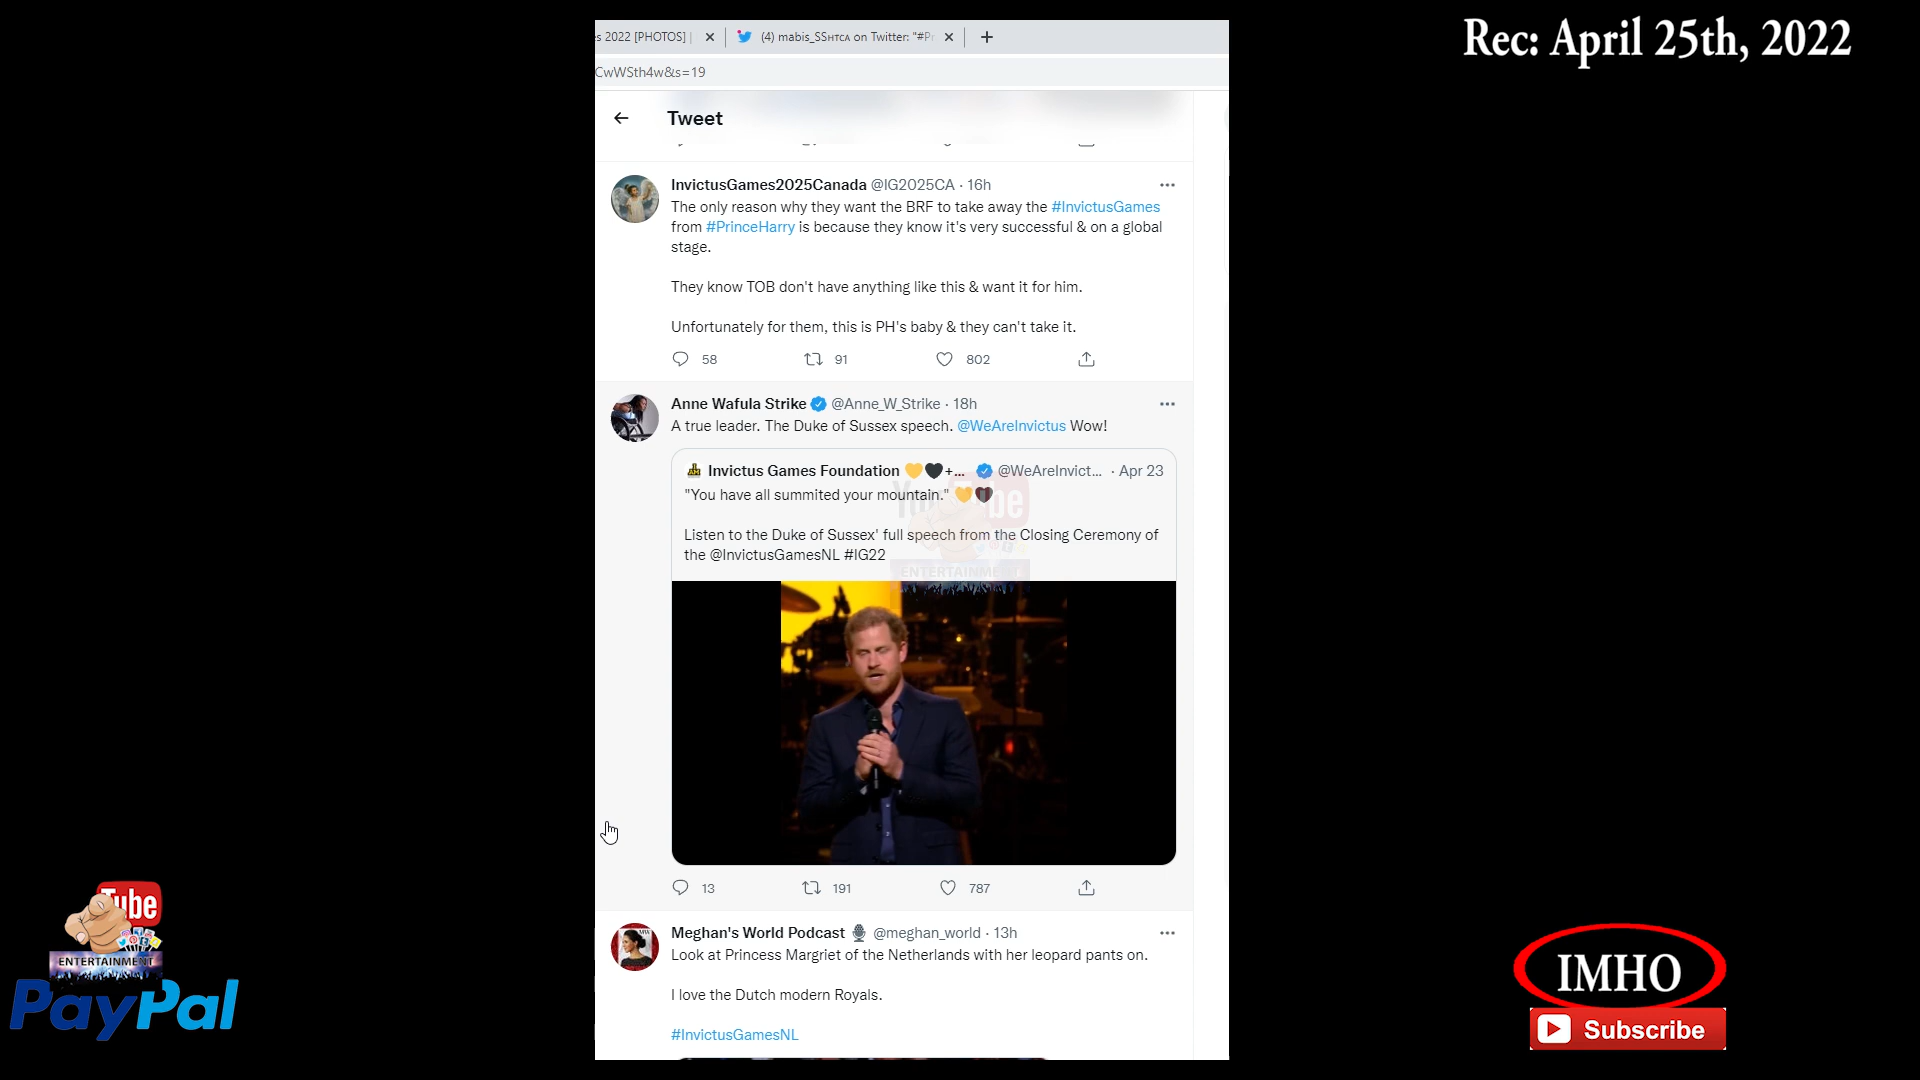 Rec: April 25th, 2022
s 2022 [PHOTOS] |
(4) mabis_SSHTCA on Twitter: "#Pr
CwWSth4w&s=19
Tweet
InvictusGames2025Canada @IG2025CA · 16h
The only reason why they want the BRF to take away the #InvictusGames
from #PrinceHarry is because they know it's very successful & on a global
stage.
They know TOB don't have anything like this & want it for him.
Unfortunately for them, this is PH's baby & they can't take it.
58 91 802
Anne Wafula Strike @Anne_W_Strike · 18h
A true leader. The Duke of Sussex speech. @WeAreInvictus Wow!
Invictus Games Foundation 💛🖤+... @WeAreInvict... · Apr 23
"You have all summited your mountain." 💛🖤
Listen to the Duke of Sussex' full speech from the Closing Ceremony of
the @InvictusGamesNL #IG22
ENTERTAINMENT
13 191 787
Meghan's World Podcast 🎙 @meghan_world · 13h
Look at Princess Margriet of the Netherlands with her leopard pants on.
I love the Dutch modern Royals.
#InvictusGamesNL
Tube
ENTERTAINMENT
PayPal
IMHO
Subscribe